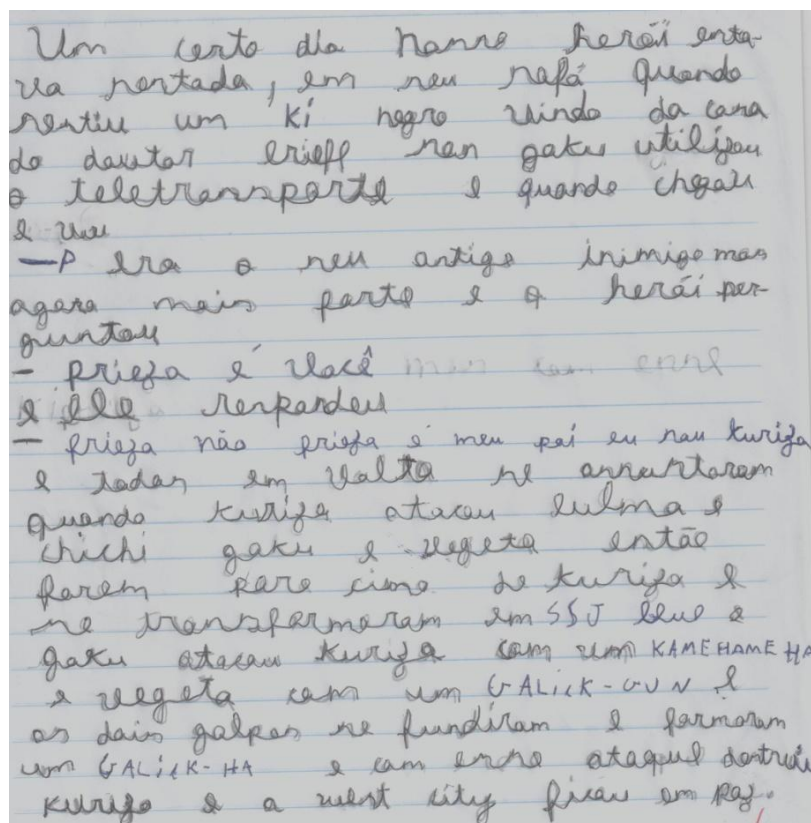 Um certo dia nosso herói esta-
va sentado, em seu sofá quando
sentiu um ki negro vindo da casa
do doutor brieff son goku utilizou
o teletransporte e quando chegou
e viu
—P era o seu antigo inimigo mas
agora mais forte e o herói per-
guntou
- frieza é você
e ele respondeu
- frieza não frieza é meu pai eu sou Kuriza
e todos em volta se assustaram
quando kuriza atacou bulma e
chichi goku e vegeta então
foram para cima de kuriza e
se transformaram em SSJ blue e
goku atacou kuriza com um KAMEHAMEHA
e vegeta com um GALiCK-GUN e
os dois golpes se fundiram e formaram
um GALiCK-HA e com esse ataque destruiu
kuriza e a west city ficou em paz.